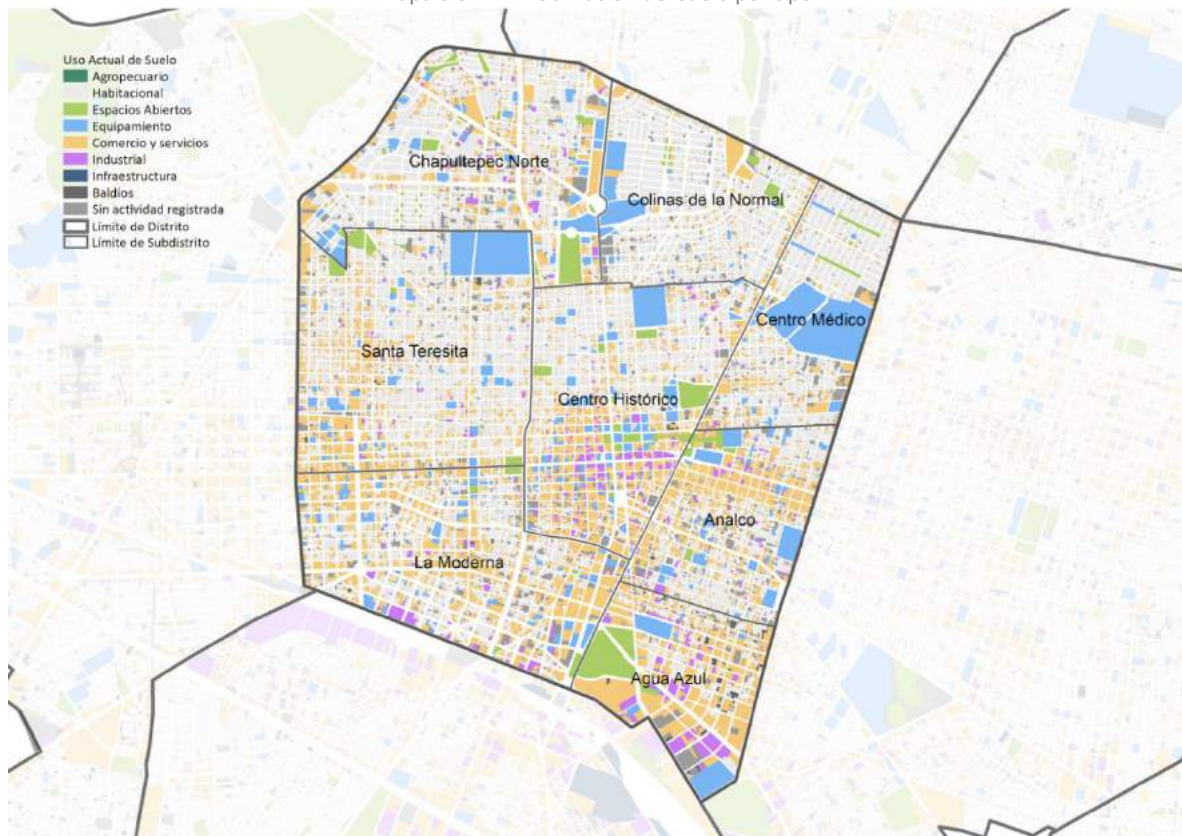 Uso Actual de Suelo
Agropecuario
Habitacional
Espacios Abiertos
Equipamiento
Comercio y servicios
Industrial
Infraestructura
Baldíos
Sin actividad registrada
Límite de Distrito
Límite de Subdistrito
Chapultepec Norte
Colinas de la Normal
Centro Médico
Santa Teresita
Centro Histórico
Analco
La Moderna
Agua Azul